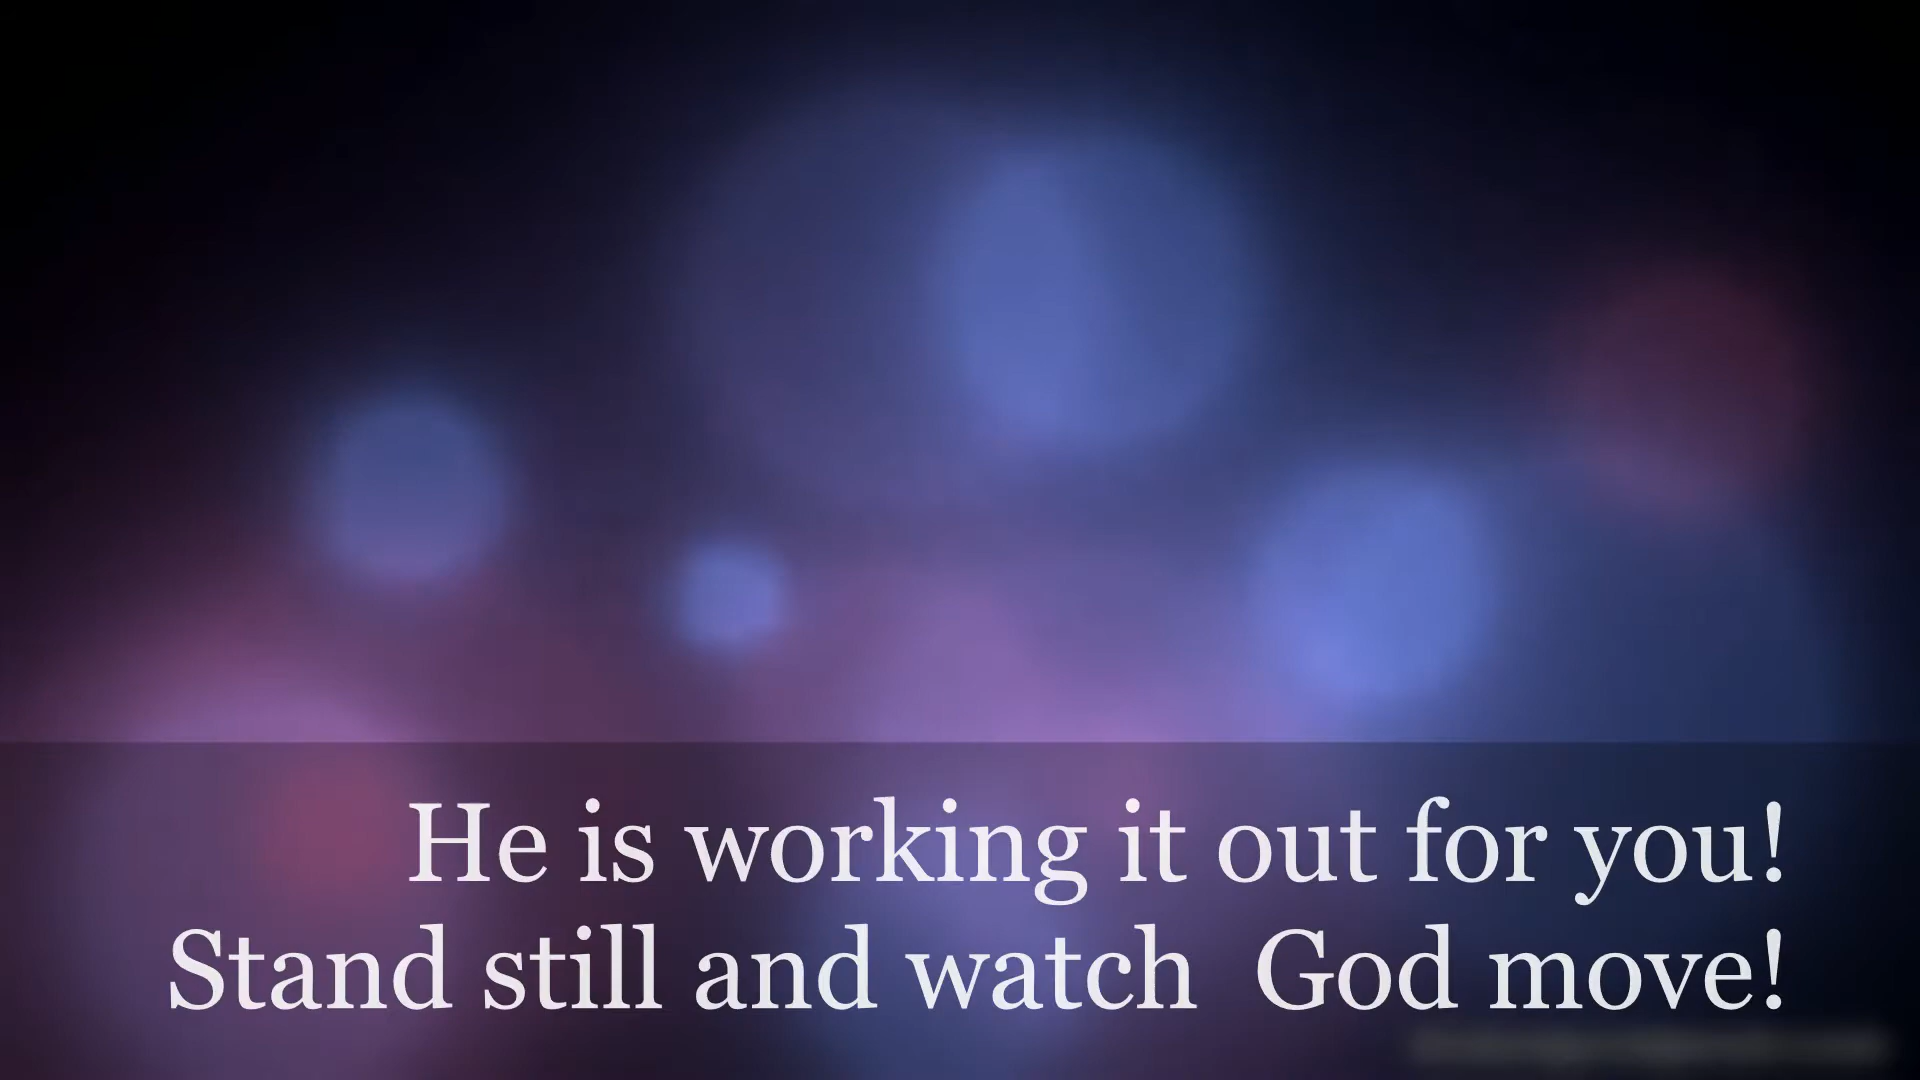 He is working it out for you!
Stand still and watch  God move!